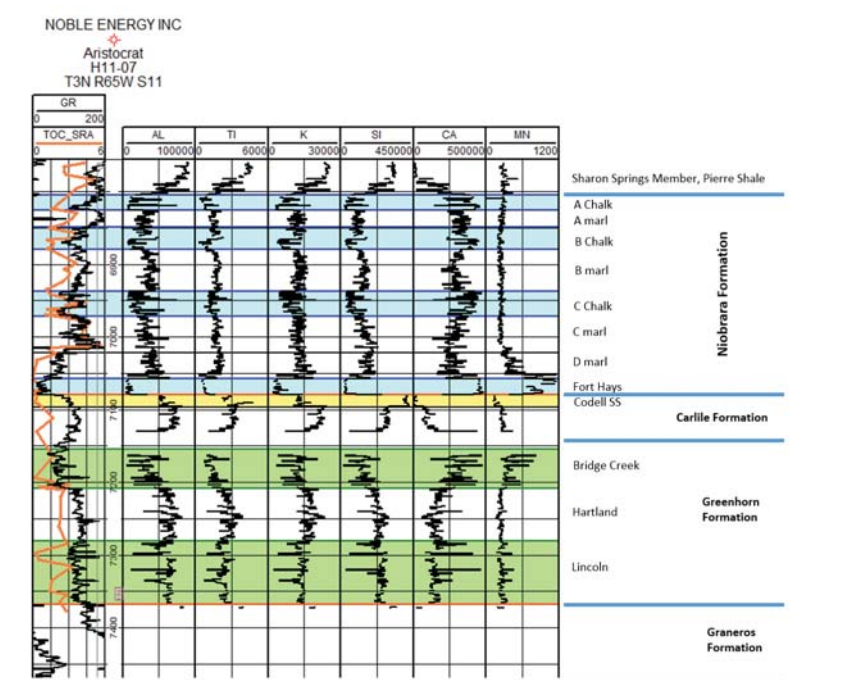 NOBLE ENERGY INC
Aristocrat
H11-07
T3N R65W S11
GR
0 200
TOC_SRA AL TI K SI CA MN
0 6 0 100000 0 6000 0 30000 0 450000 0 500000 0 1200
Sharon Springs Member, Pierre Shale
A Chalk
A marl
B Chalk
B marl
6900
C Chalk
C marl
7000
D marl
Niobrara Formation
Fort Hays
Codell SS
7100
Carlile Formation
Bridge Creek
7200
Hartland
Greenhorn
Formation
7300
Lincoln
7400
Graneros
Formation